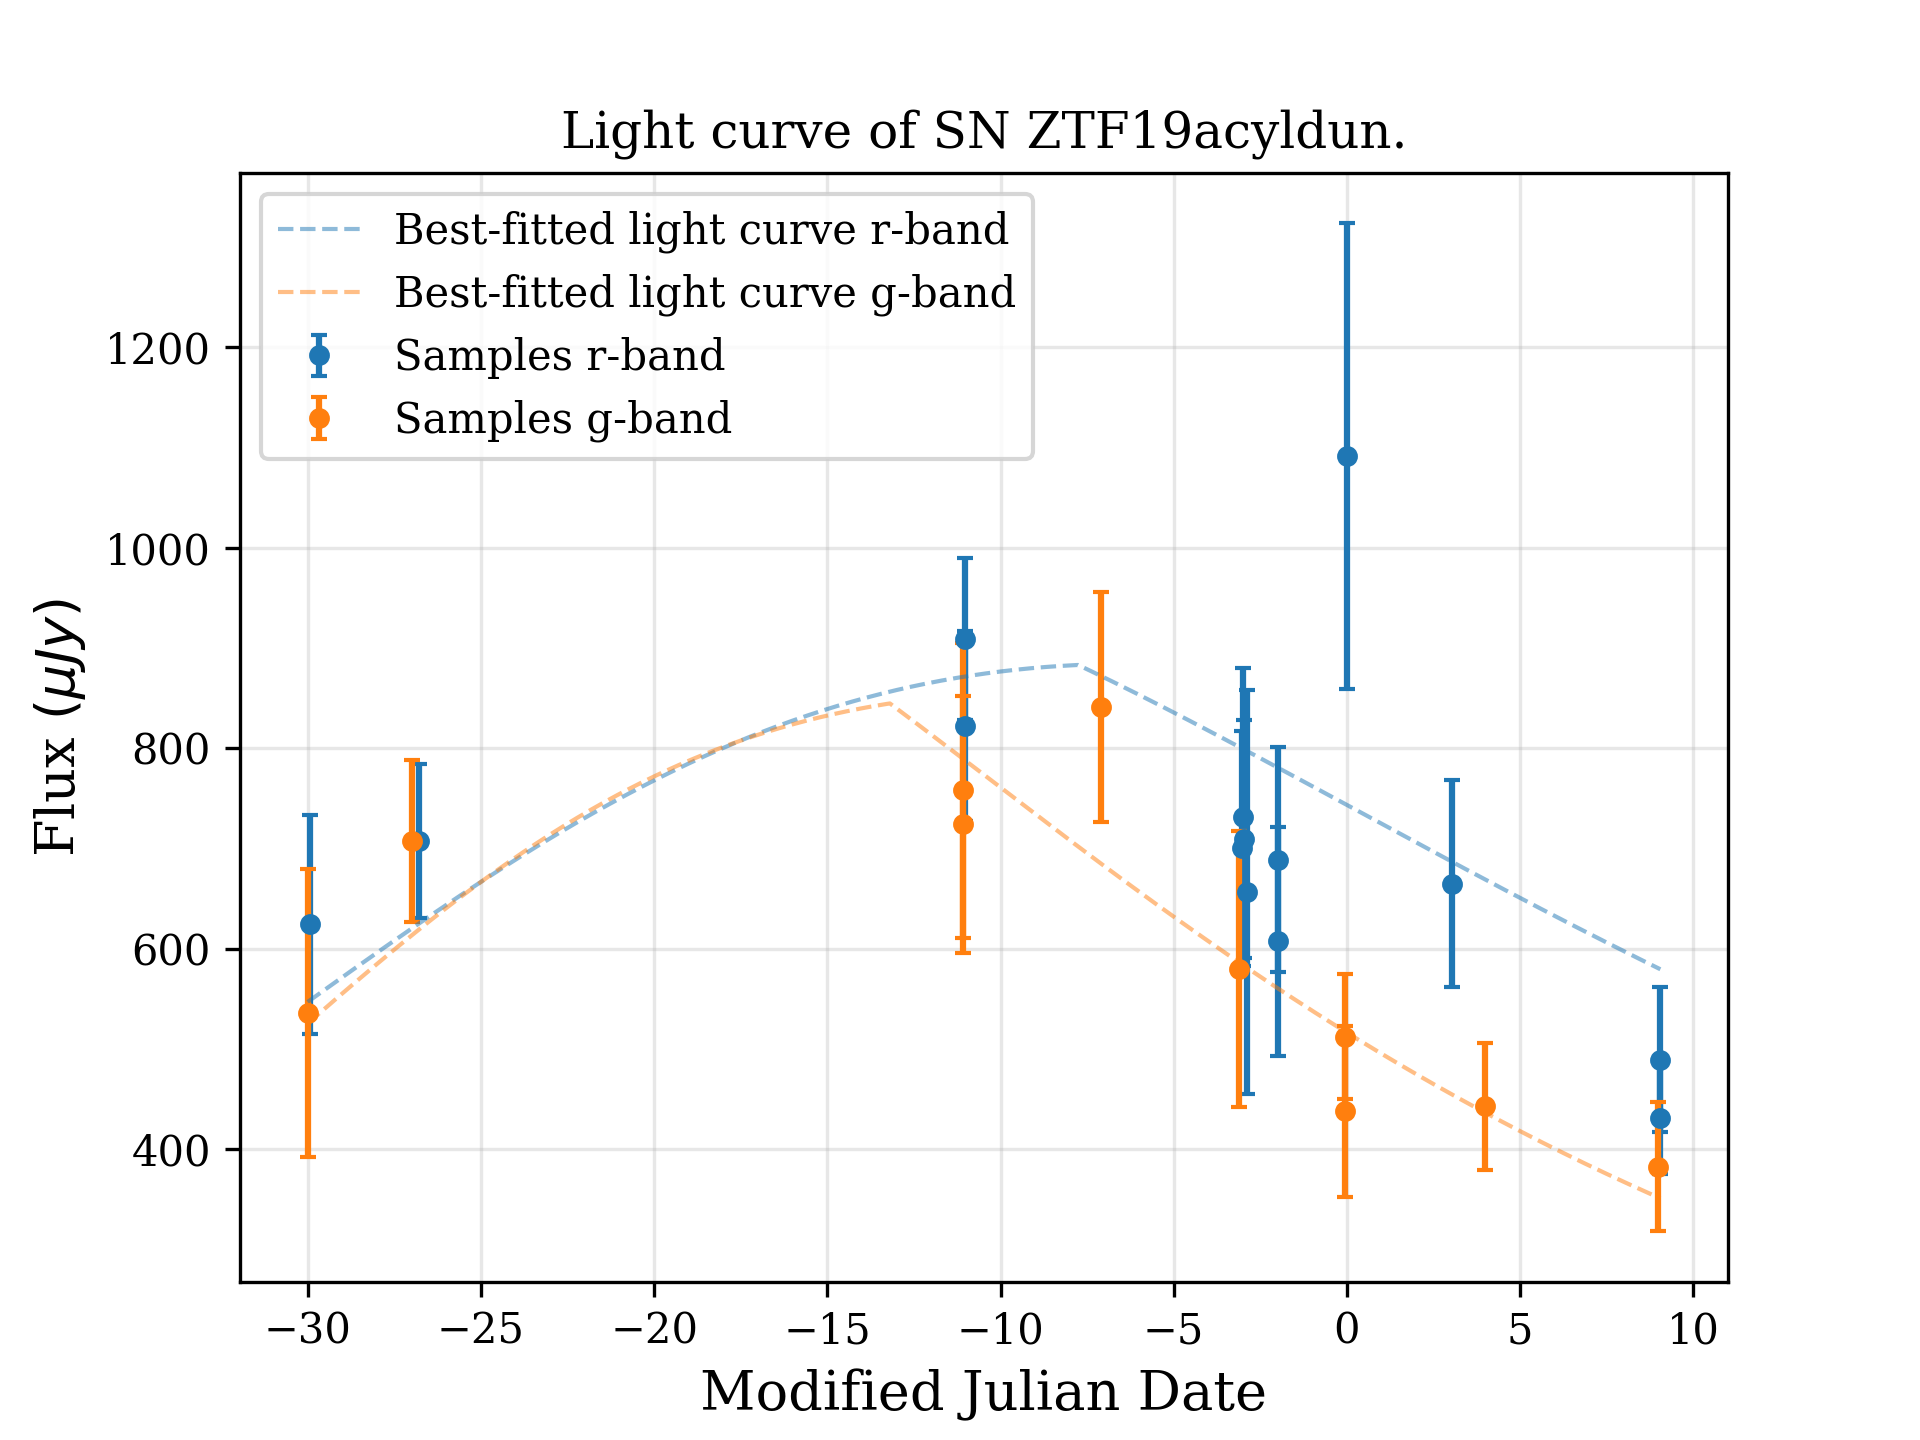 Light curve of SN ZTF19acyldun.
Best-fitted light curve r-band
Best-fitted light curve g-band
Samples r-band
Samples g-band
1200
1000
800
600
400
Flux (μJy)
−30 −25 −20 −15 −10 −5 0 5 10
Modified Julian Date